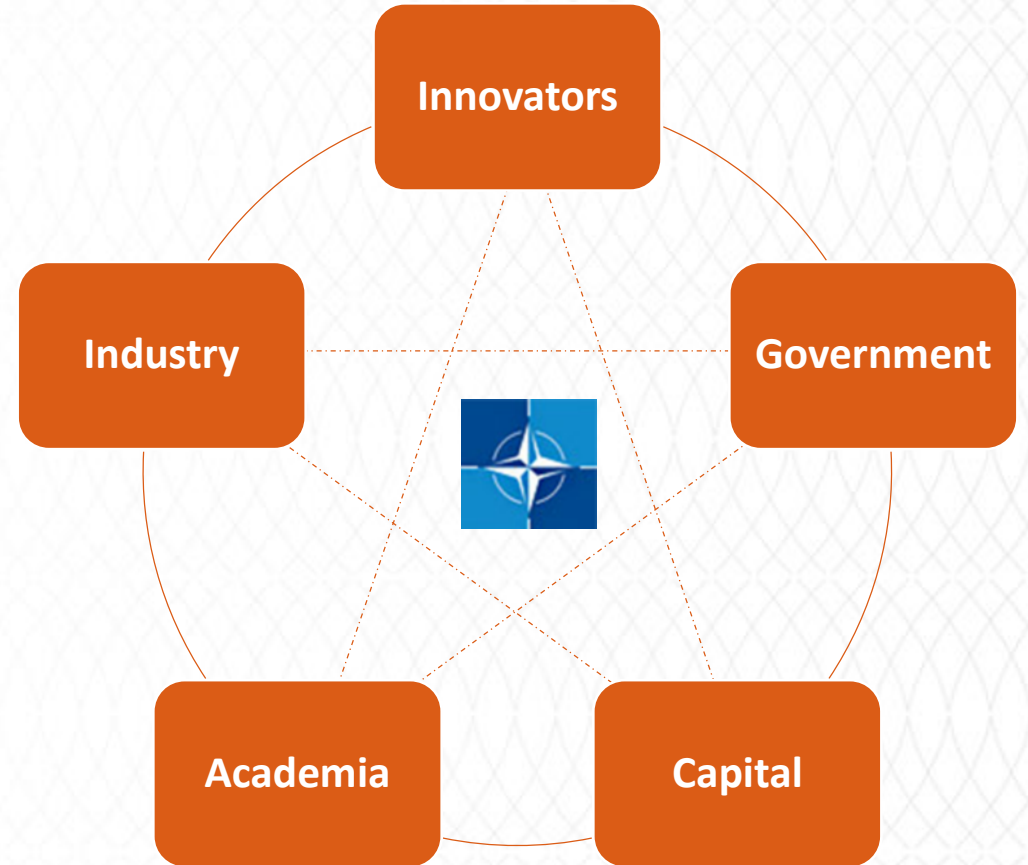 Innovators
Industry
Government
Academia
Capital